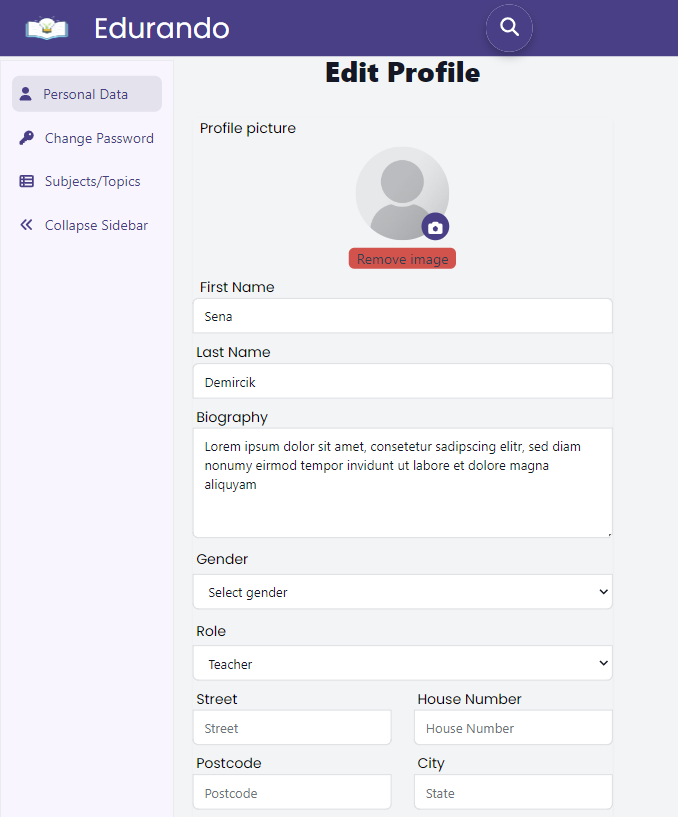 Edurando
Edit Profile
Personal Data
Change Password
Subjects/Topics
Collapse Sidebar
Profile picture
Remove image
First Name
Sena
Last Name
Demircik
Biography
Lorem ipsum dolor sit amet, consetetur sadipscing elitr, sed diam
nonumy eirmod tempor invidunt ut labore et dolore magna
aliquyam
Gender
Select gender
Role
Teacher
Street House Number
Street House Number
Postcode City
Postcode State